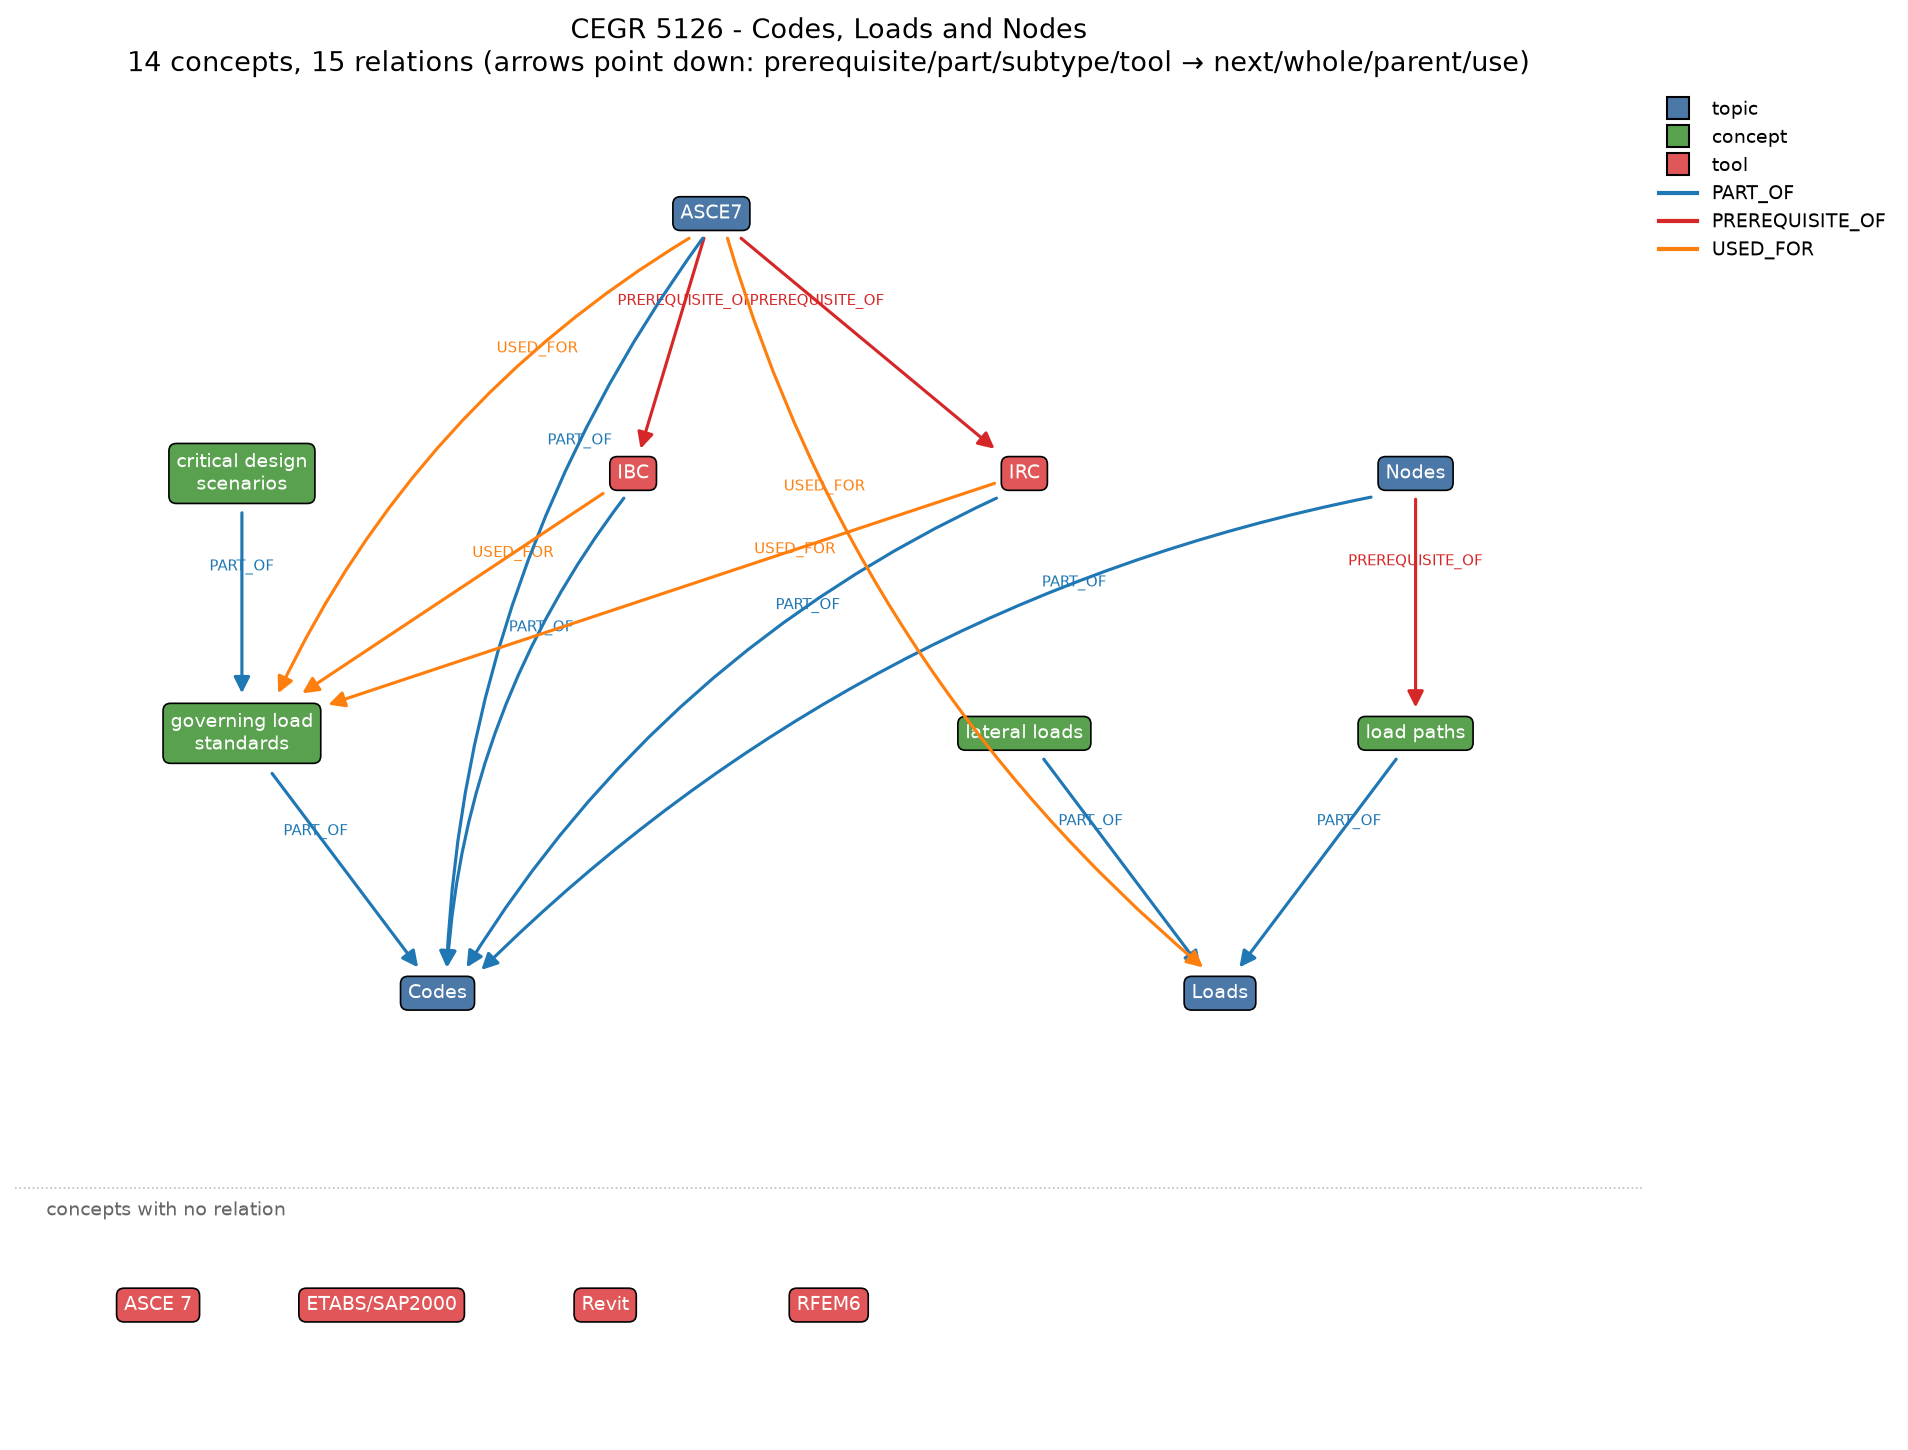 CEGR 5126 - Codes, Loads and Nodes
14 concepts, 15 relations (arrows point down: prerequisite/part/subtype/tool → next/whole/parent/use)
topic
concept
tool
PART_OF
PREREQUISITE_OF
USED_FOR
ASCE7
PREREQUISITE_OF
PREREQUISITE_OF
USED_FOR
PART_OF
critical design
scenarios
IBC
IRC
Nodes
USED_FOR
USED_FOR
USED_FOR
PART_OF
PREREQUISITE_OF
PART_OF
PART_OF
PART_OF
governing load
standards
lateral loads
load paths
PART_OF
PART_OF
PART_OF
Codes
Loads
concepts with no relation
ASCE 7
ETABS/SAP2000
Revit
RFEM6